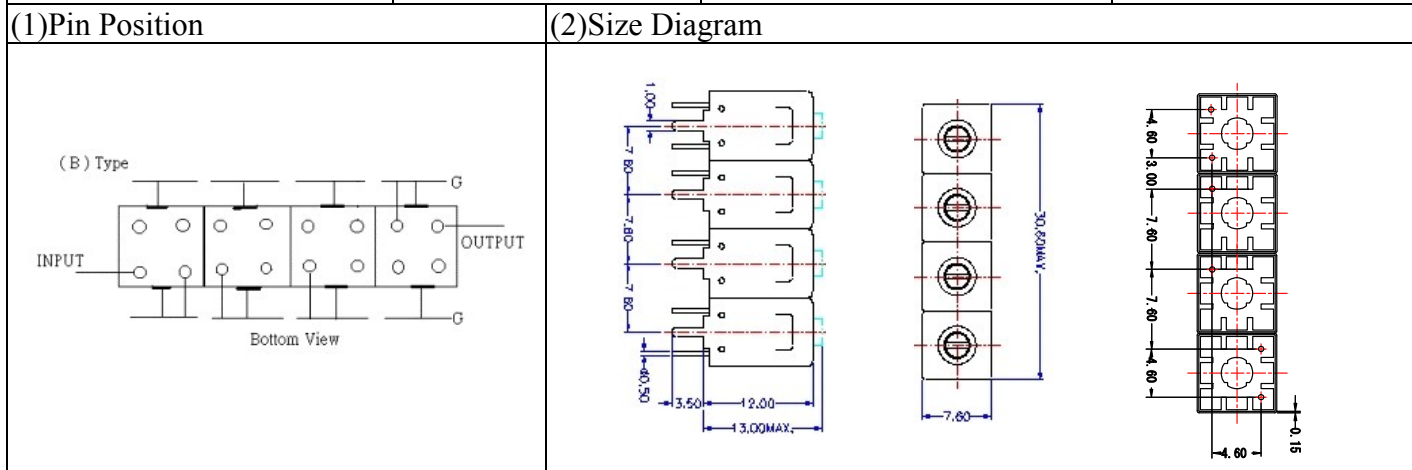 (1)Pin Position
(2)Size Diagram
(B) Type
G
INPUT
OUTPUT
G
Bottom View
1.00
7.60
7.60
7.60
Φ0.50
3.50
12.00
13.00MAX.
30.60MAX.
7.60
4.60
3.00
7.60
7.60
4.60
4.60
0.15